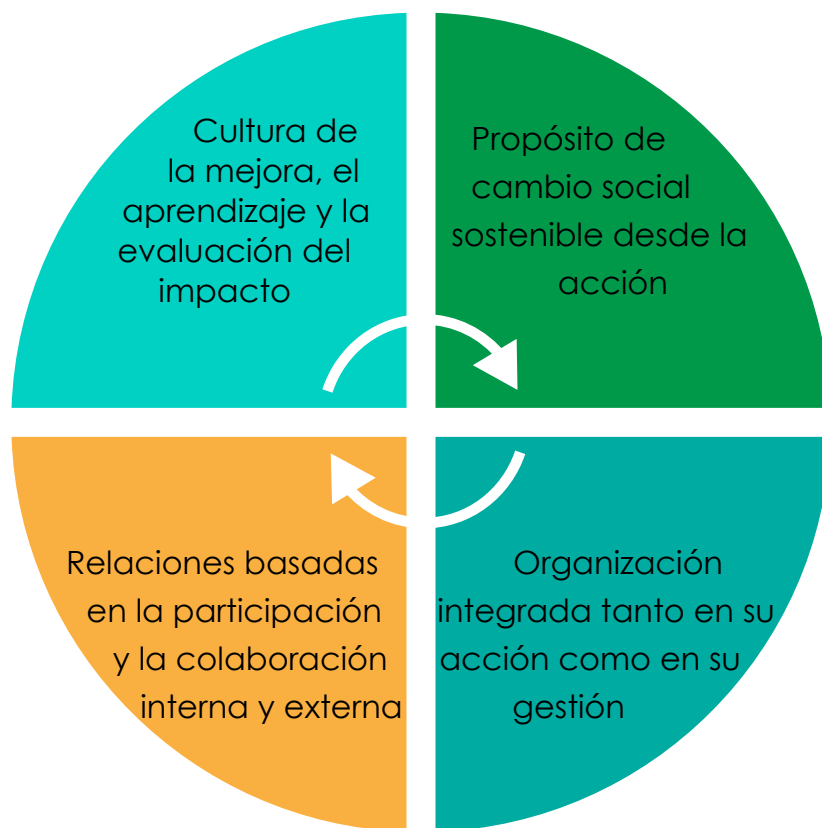 Cultura de
la mejora, el
aprendizaje y la
evaluación del
impacto
Propósito de
cambio social
sostenible desde la
acción
Relaciones basadas
en la participación
y la colaboración
interna y externa
Organización
integrada tanto en su
acción como en su
gestión